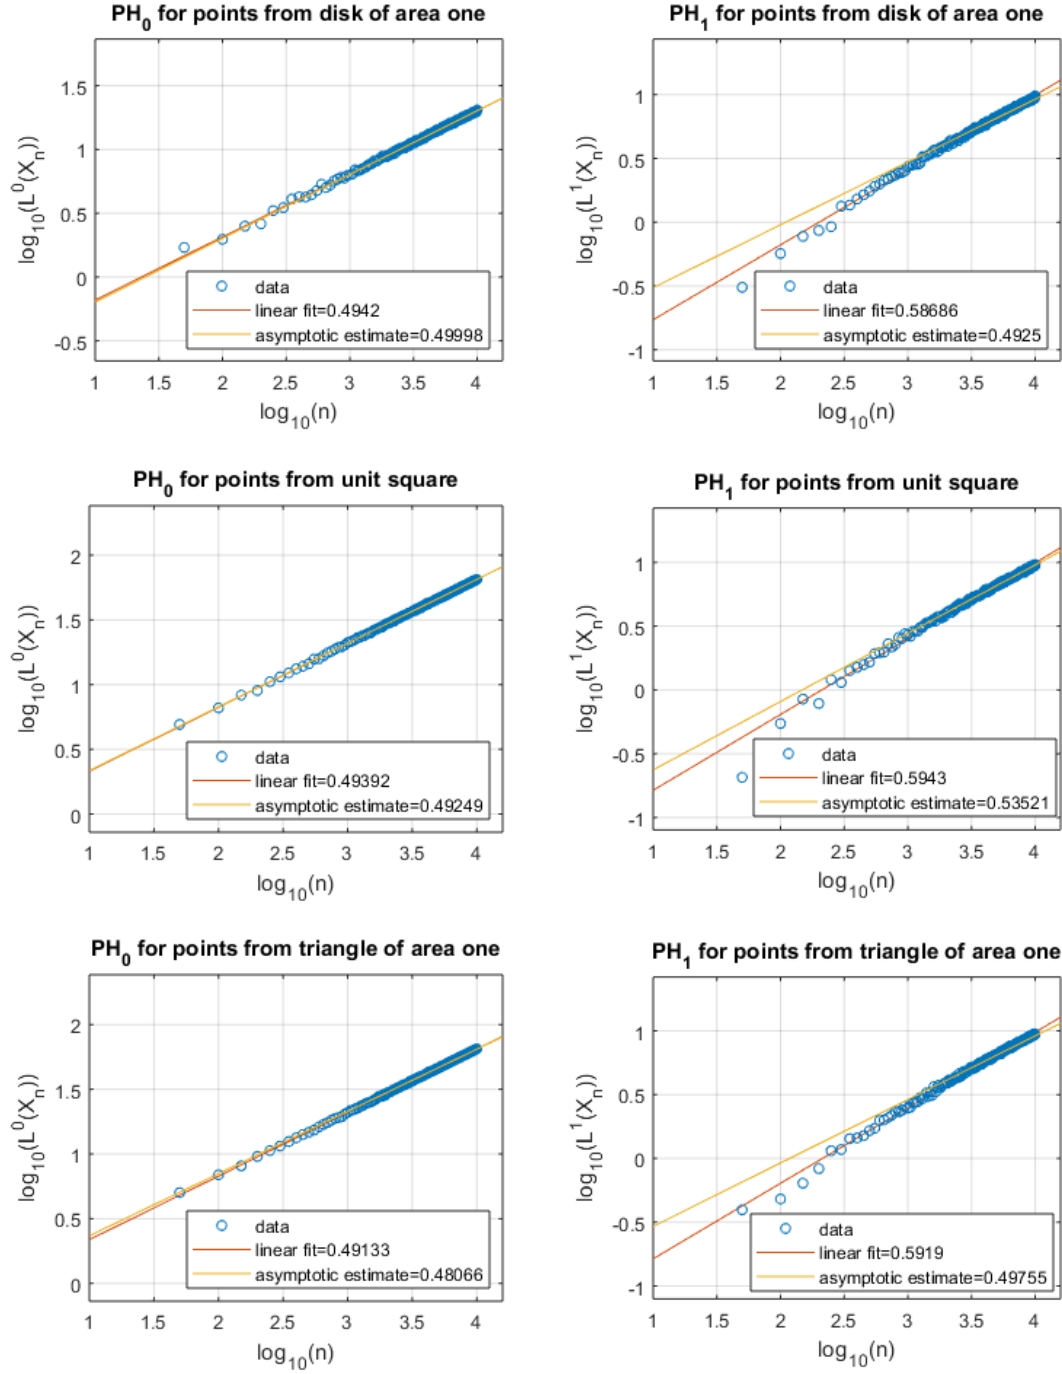 PH0 for points from disk of area one
log10(L0(Xn))
1.5
1
0.5
0
-0.5
data
linear fit=0.4942
asymptotic estimate=0.49998
1 1.5 2 2.5 3 3.5 4
log10(n)
PH1 for points from disk of area one
log10(L1(Xn))
1
0.5
0
-0.5
-1
data
linear fit=0.58686
asymptotic estimate=0.4925
1 1.5 2 2.5 3 3.5 4
log10(n)
PH0 for points from unit square
log10(L0(Xn))
2
1.5
1
0.5
0
data
linear fit=0.49392
asymptotic estimate=0.49249
1 1.5 2 2.5 3 3.5 4
log10(n)
PH1 for points from unit square
log10(L1(Xn))
1
0.5
0
-0.5
-1
data
linear fit=0.5943
asymptotic estimate=0.53521
1 1.5 2 2.5 3 3.5 4
log10(n)
PH0 for points from triangle of area one
log10(L0(Xn))
2
1.5
1
0.5
0
data
linear fit=0.49133
asymptotic estimate=0.48066
1 1.5 2 2.5 3 3.5 4
log10(n)
PH1 for points from triangle of area one
log10(L1(Xn))
1
0.5
0
-0.5
-1
data
linear fit=0.5919
asymptotic estimate=0.49755
1 1.5 2 2.5 3 3.5 4
log10(n)